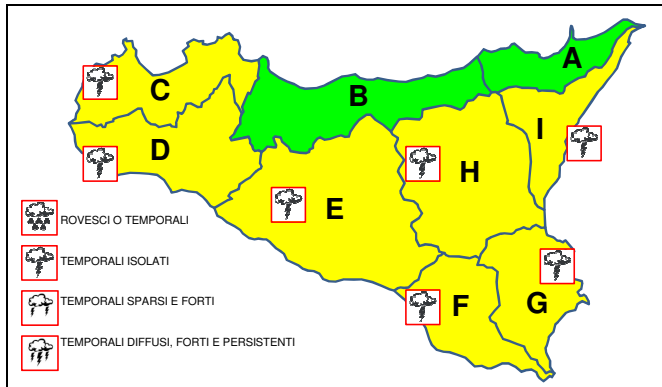 A
C
B
I
D
H
E
ROVESCI O TEMPORALI
TEMPORALI ISOLATI
F
G
TEMPORALI SPARSI E FORTI
TEMPORALI DIFFUSI, FORTI E PERSISTENTI